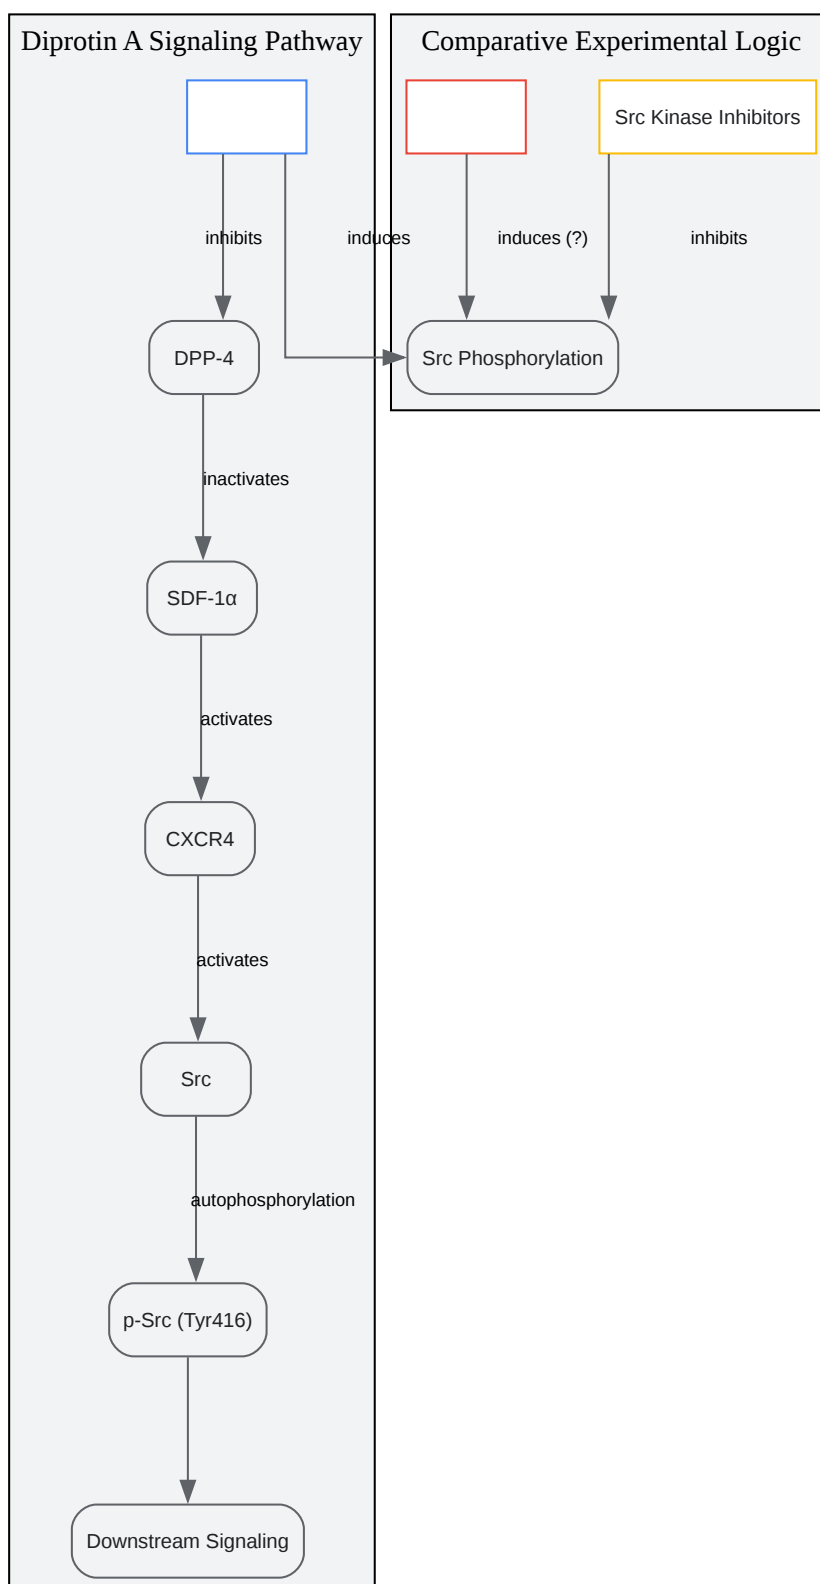 Diprotin A Signaling Pathway
Comparative Experimental Logic
Src Kinase Inhibitors
inhibits
induces
induces (?)
inhibits
DPP-4
Src Phosphorylation
inactivates
SDF-1α
activates
CXCR4
activates
Src
autophosphorylation
p-Src (Tyr416)
Downstream Signaling